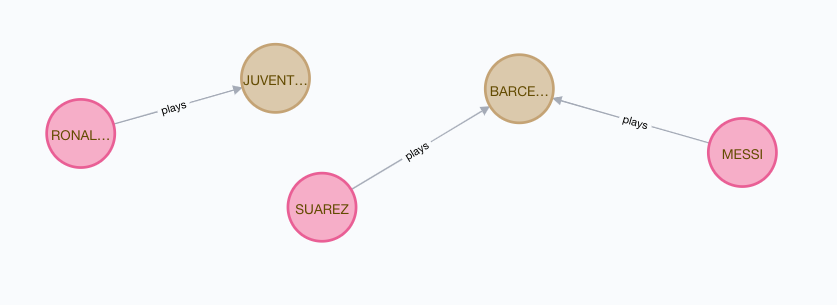 JUVENT...
BARCE...
plays
RONAL...
plays
plays
MESSI
SUAREZ